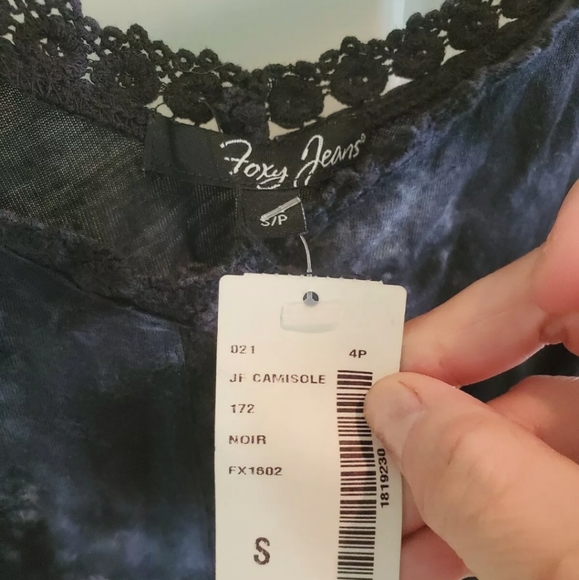 Foxy Jeans®
S/P
021 4P
JF CAMISOLE
172
NOIR
FX1602
1819230
S